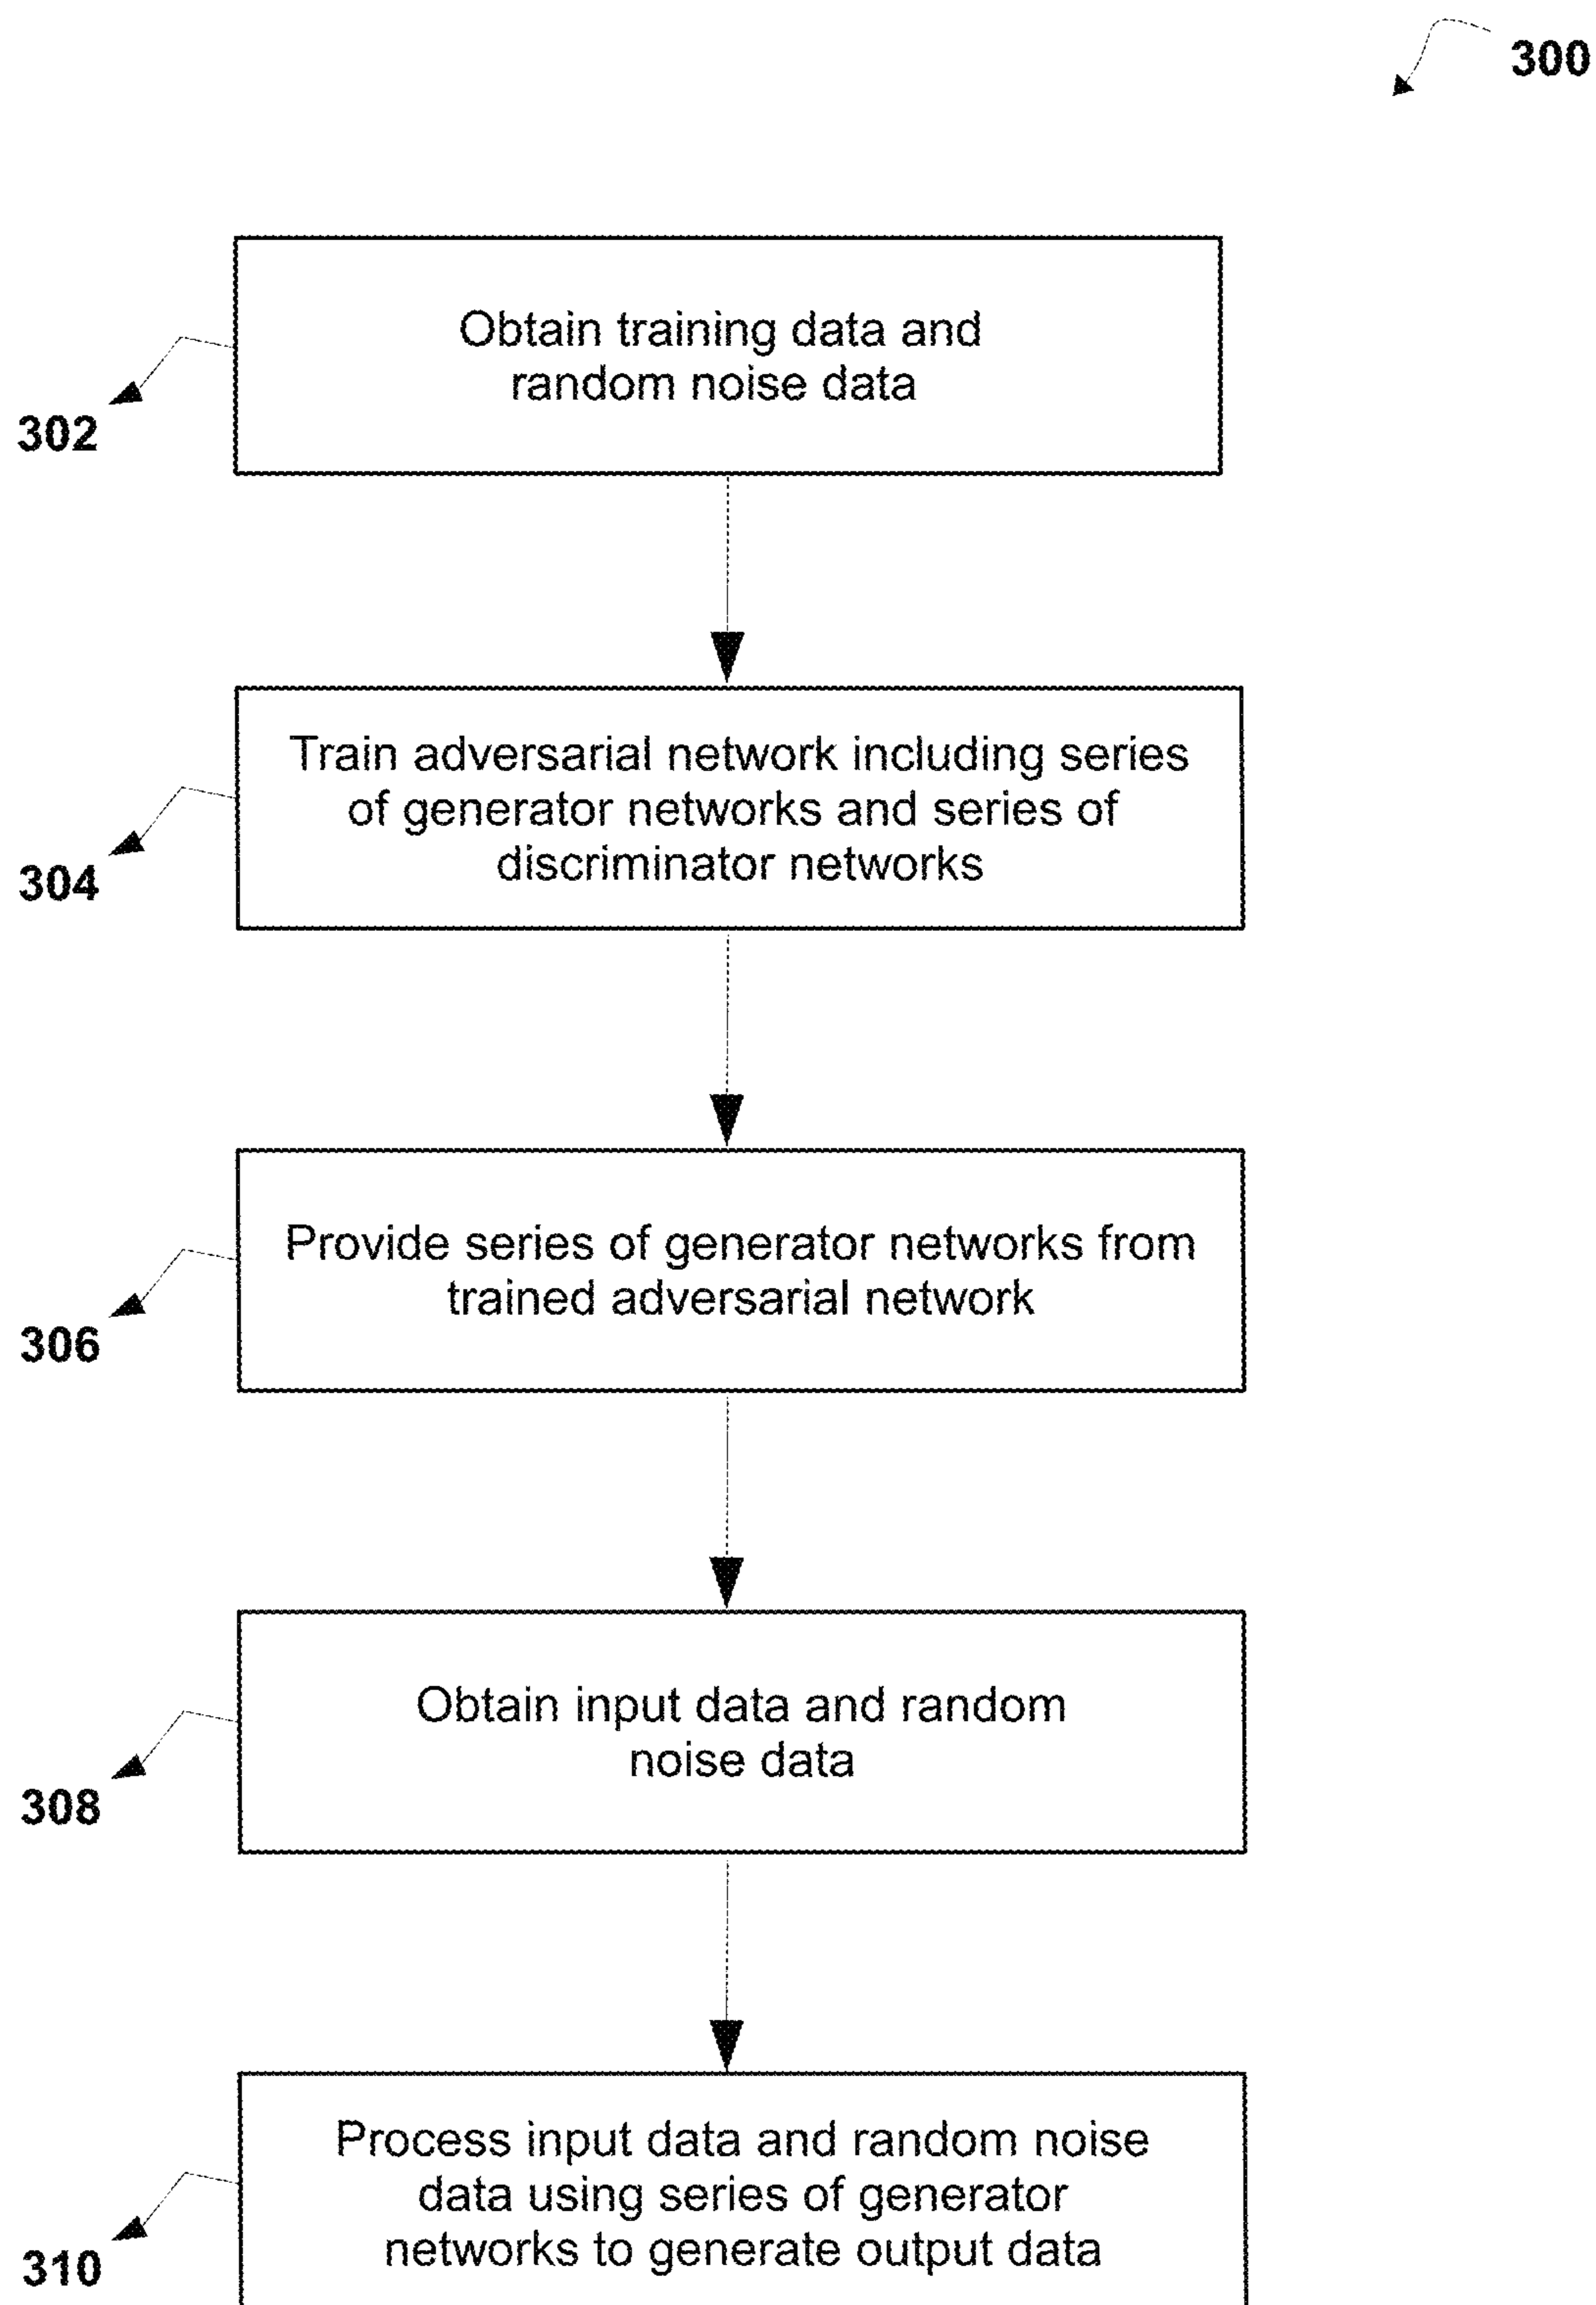 300
Obtain training data and
random noise data
302
Train adversarial network including series
of generator networks and series of
discriminator networks
304
Provide series of generator networks from
trained adversarial network
306
Obtain input data and random
noise data
308
Process input data and random noise
data using series of generator
networks to generate output data
310